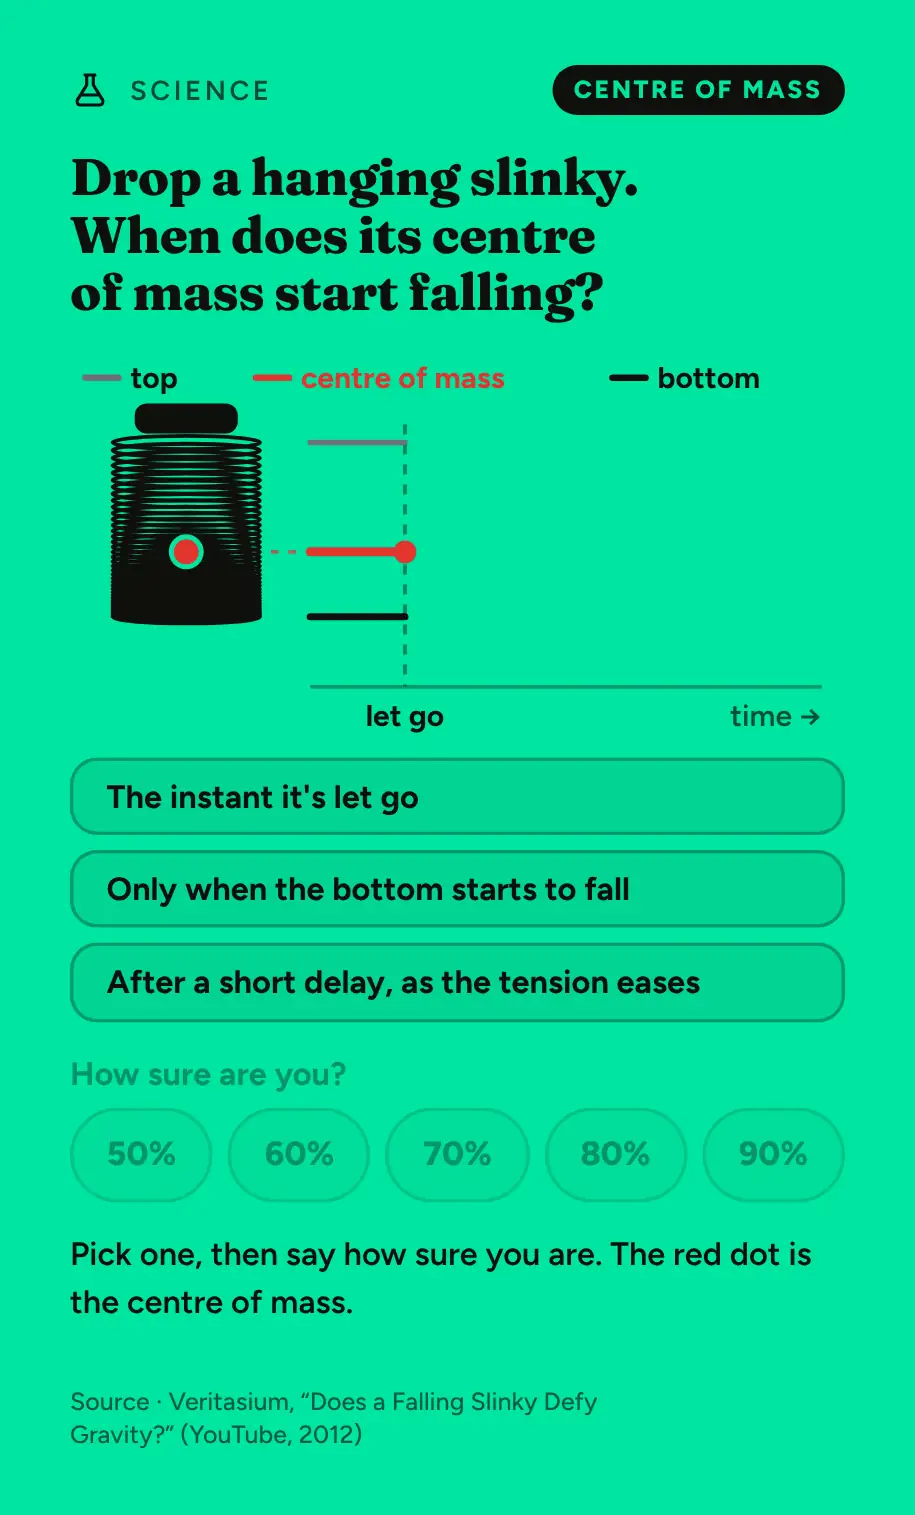 SCIENCE
CENTRE OF MASS
Drop a hanging slinky.
When does its centre
of mass start falling?
top
centre of mass
bottom
let go
time →
The instant it's let go
Only when the bottom starts to fall
After a short delay, as the tension eases
How sure are you?
50%
60%
70%
80%
90%
Pick one, then say how sure you are. The red dot is
the centre of mass.
Source · Veritasium, “Does a Falling Slinky Defy
Gravity?” (YouTube, 2012)